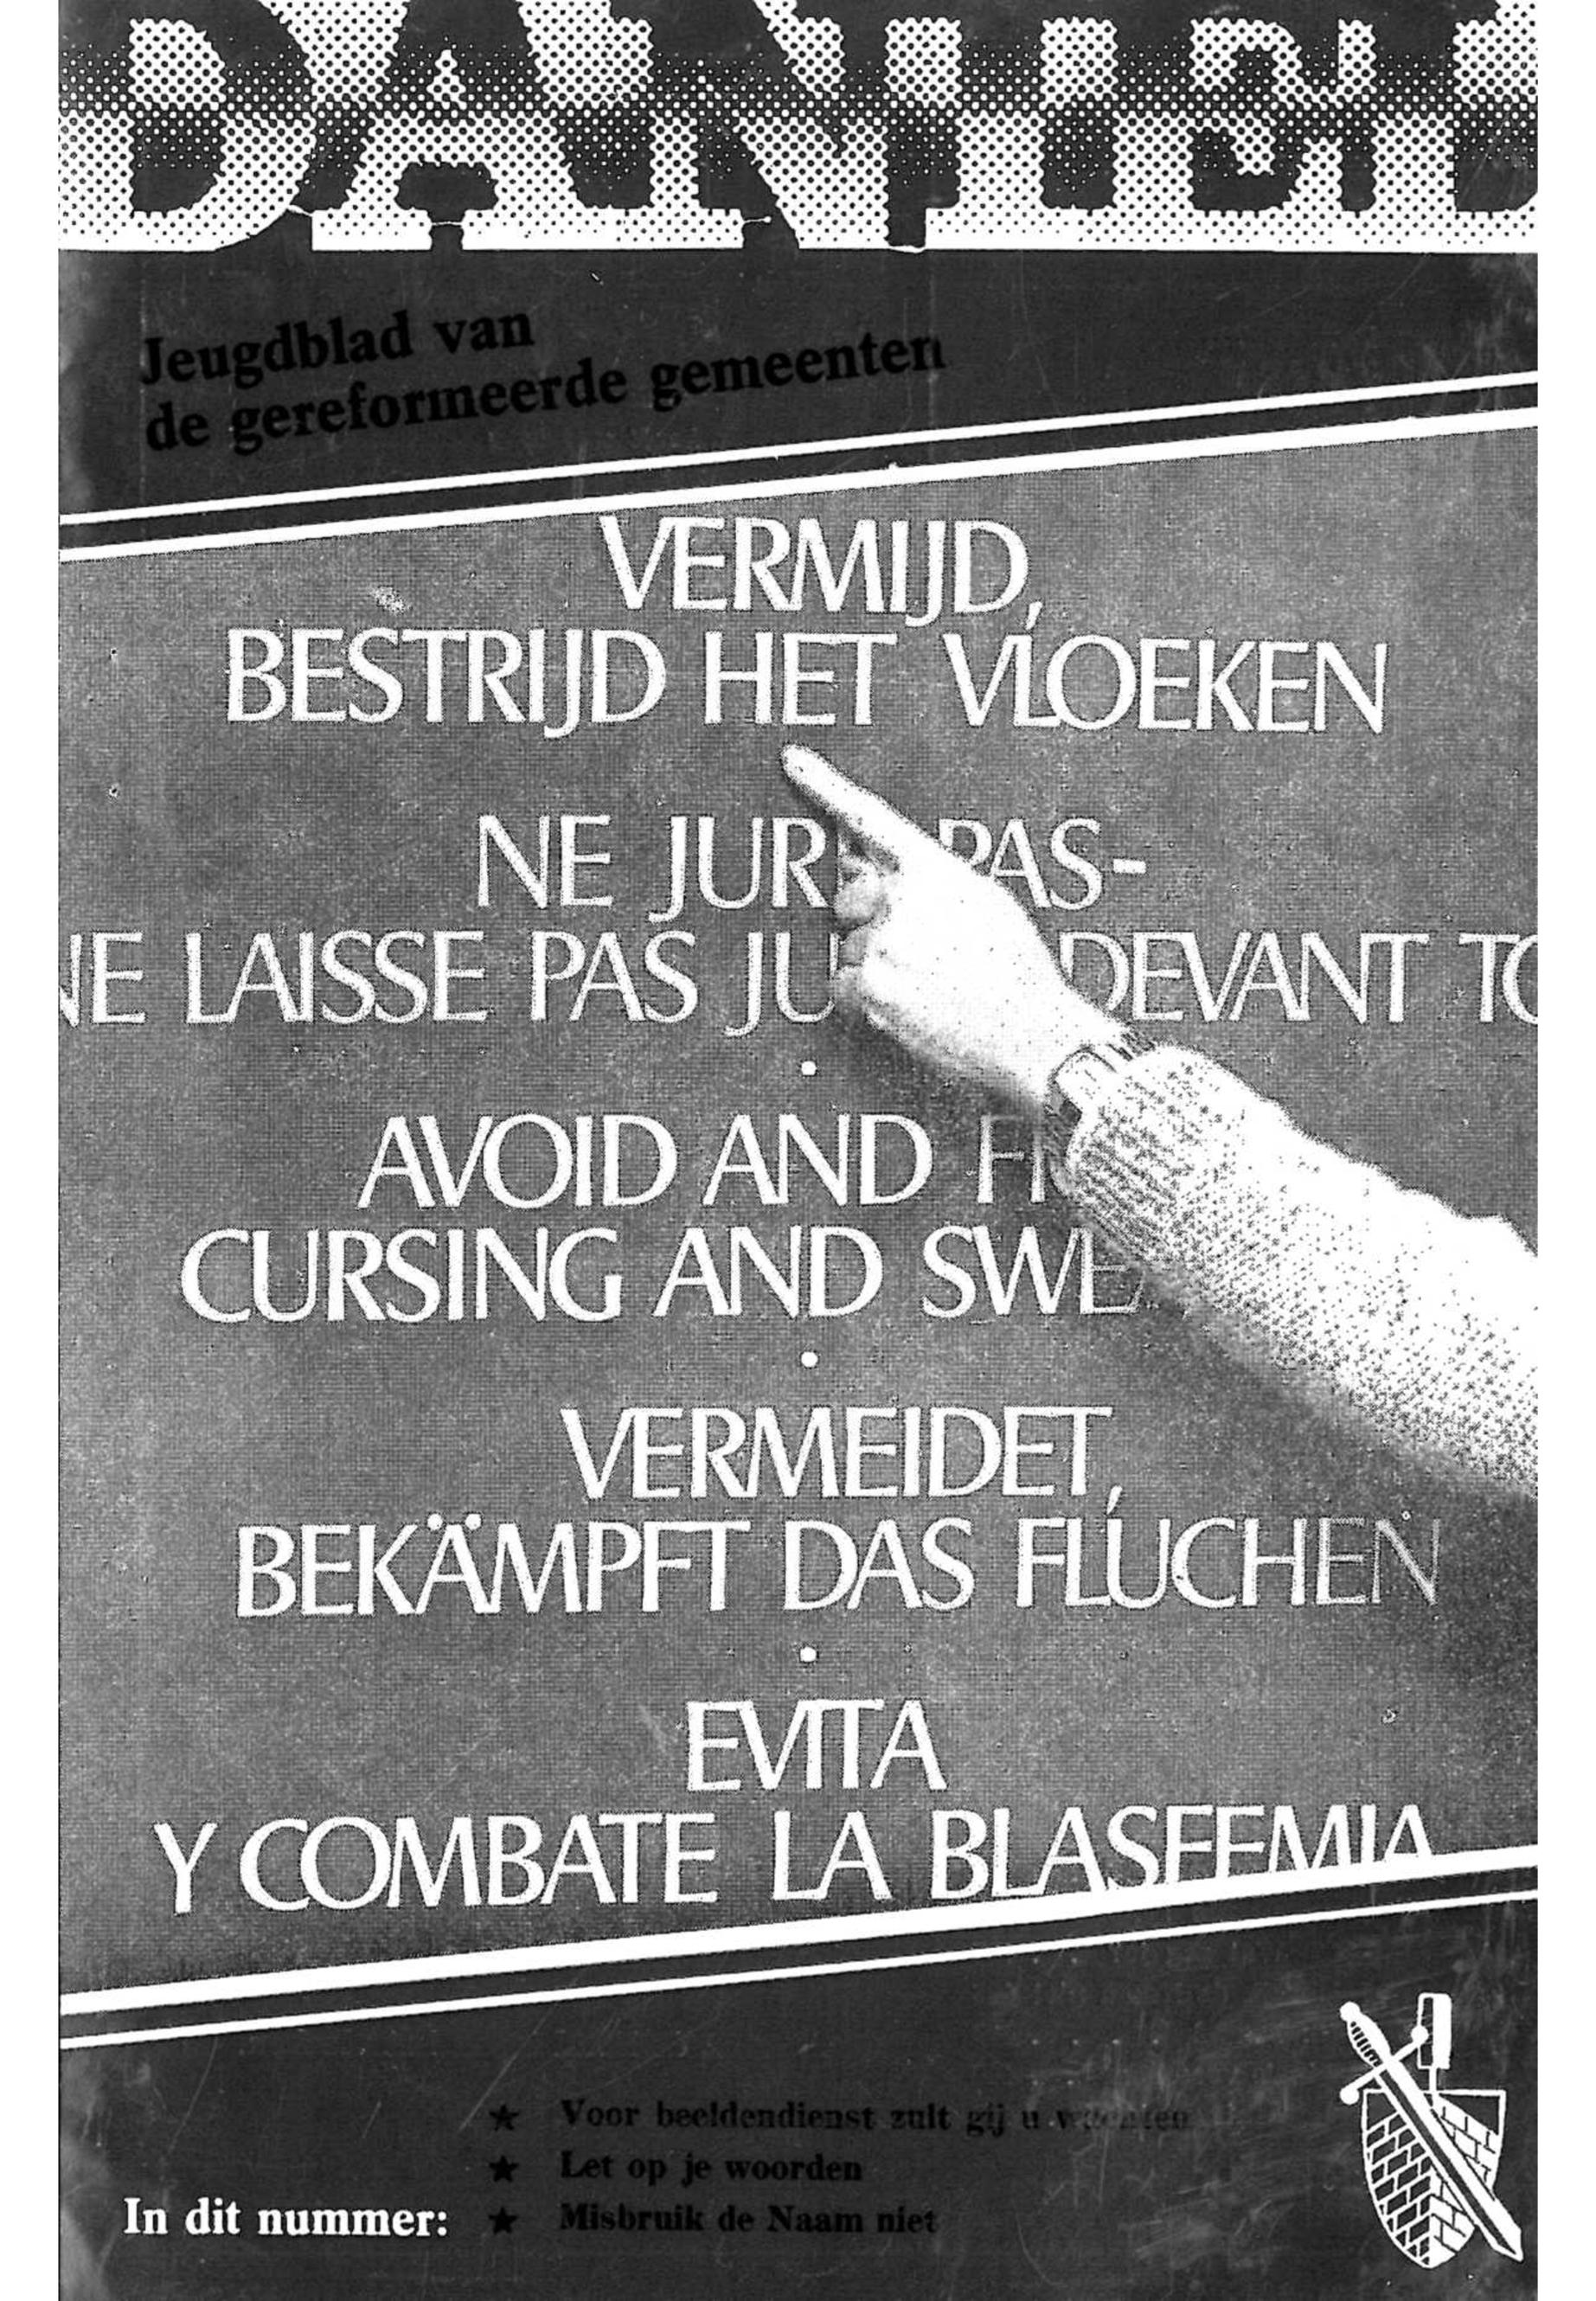 DANIEL
Jeugdblad van
de gereformeerde gemeenten
VERMIJD,
BESTRIJD HET VLOEKEN
NE JUR PAS-
NE LAISSE PAS JU DEVANT TO
AVOID AND
CURSING AND SWE
VERMEIDET,
BEKÄMPFT DAS FLUCHEN
EVITA
Y COMBATE LA BLASFEMIA
★ Voor beeldendienst zult gij u wachten
★ Let op je woorden
In dit nummer: ★ Misbruik de Naam niet